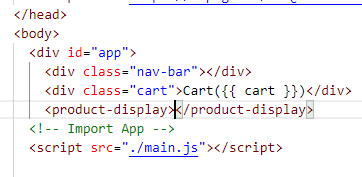 </head>
<body>
<div id="app">
<div class="nav-bar"></div>
<div class="cart">Cart({{ cart }})</div>
<product-display></product-display>
<!-- Import App -->
<script src="./main.js"></script>